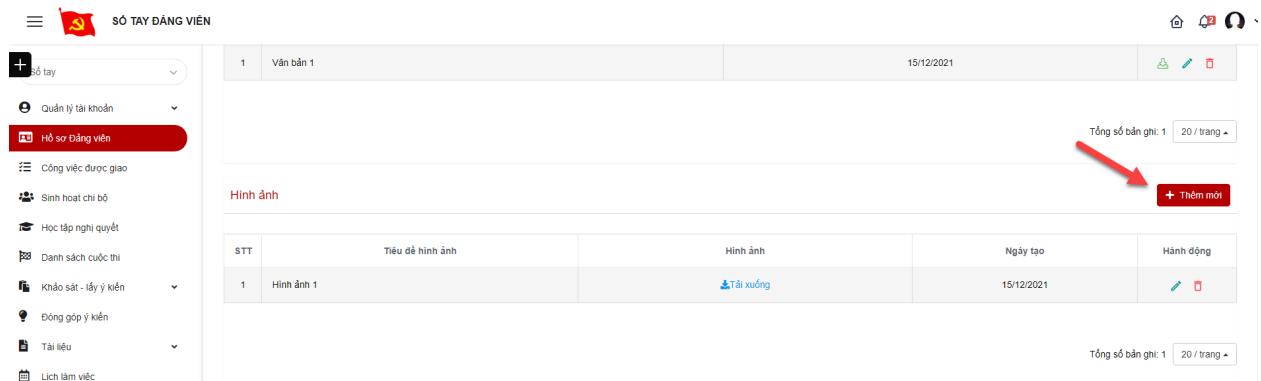 SỔ TAY ĐẢNG VIÊN
2
Sổ tay
1 Văn bản 1 15/12/2021
Quản lý tài khoản
Tổng số bản ghi: 1 20 / trang
Hồ sơ Đảng viên
Công việc được giao
Sinh hoạt chi bộ
Hình ảnh
+ Thêm mới
Học tập nghị quyết
STT Tiêu đề hình ảnh Hình ảnh Ngày tạo Hành động
Danh sách cuộc thi
1 Hình ảnh 1 Tải xuống 15/12/2021
Khảo sát - lấy ý kiến
Đóng góp ý kiến
Tài liệu
Tổng số bản ghi: 1 20 / trang
Lịch làm việc